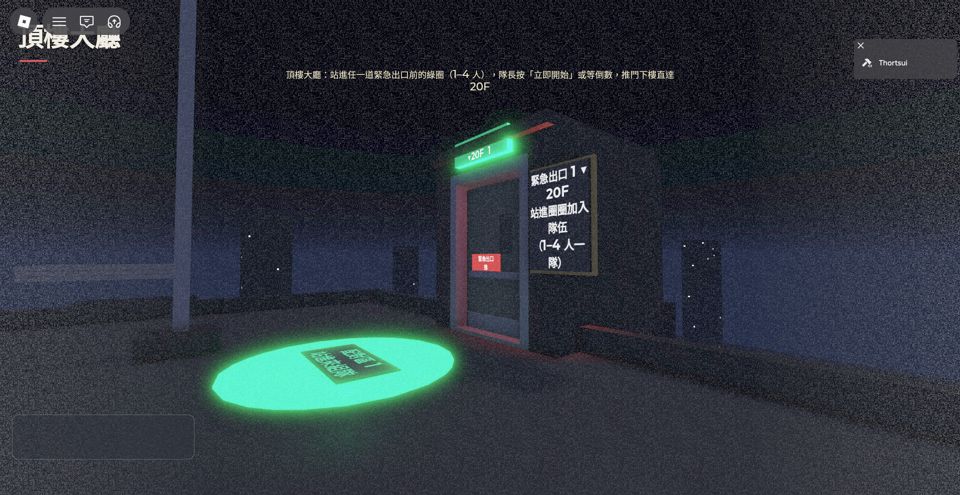 頂樓大廳
頂樓大廳：站進任一道緊急出口前的綠圈（1–4 人），隊長按「立即開始」或等倒數，推門下樓直達
20F
Thortsui
▾20F 1
緊急出口 1 ▾
20F
站進圈圈加入
隊伍
（1–4 人一
隊）
緊急出口